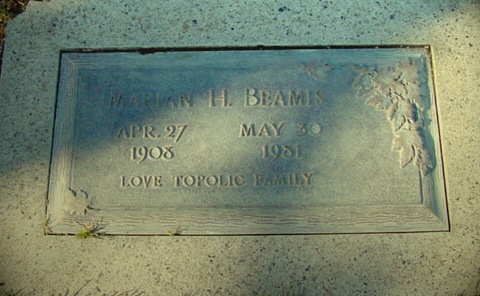 MARIAN H. BEAMIS
APR. 27 MAY 30
1908 1981
LOVE TOPOLIC FAMILY